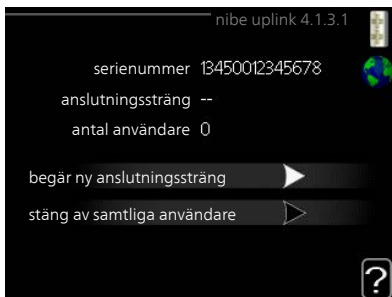 nibe uplink 4.1.3.1
serienummer 13450012345678
anslutningssträng --
antal användare 0
begär ny anslutningssträng
stäng av samtliga användare
?